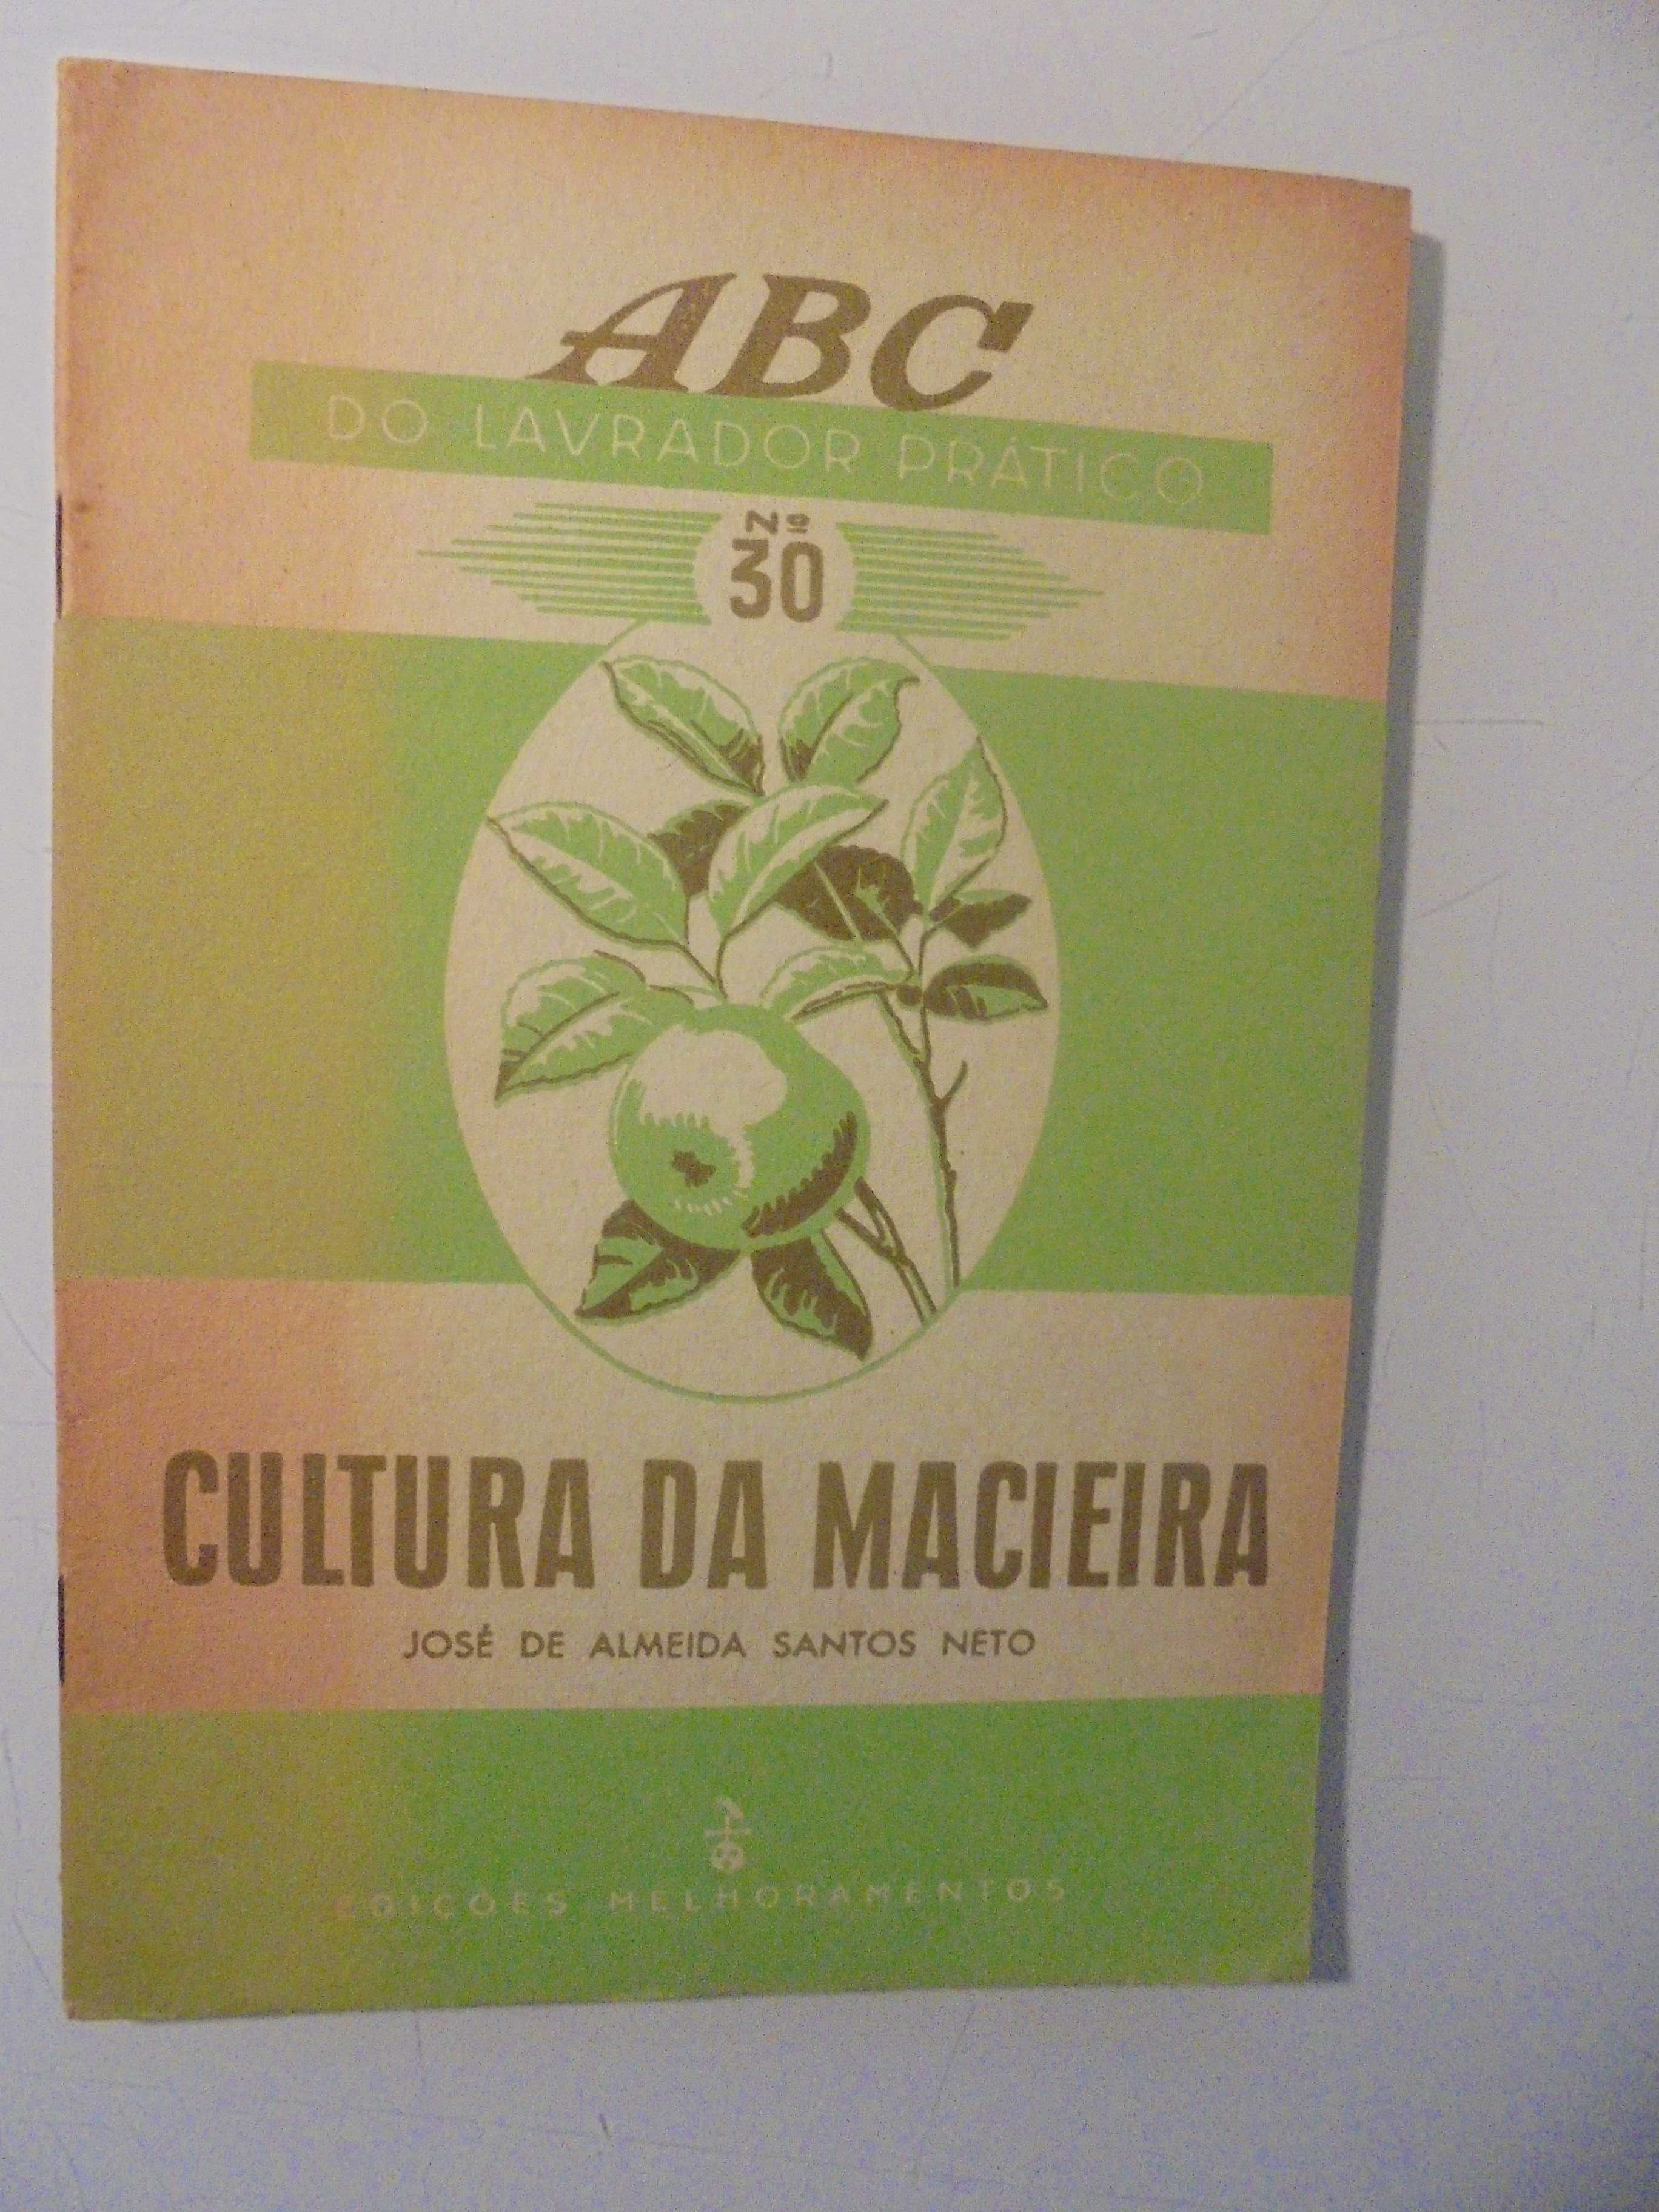 ABC
DO LAVRADOR PRÁTICO
Nº
30
CULTURA DA MACIEIRA
JOSÉ DE ALMEIDA SANTOS NETO
EDIÇÕES MELHORAMENTOS